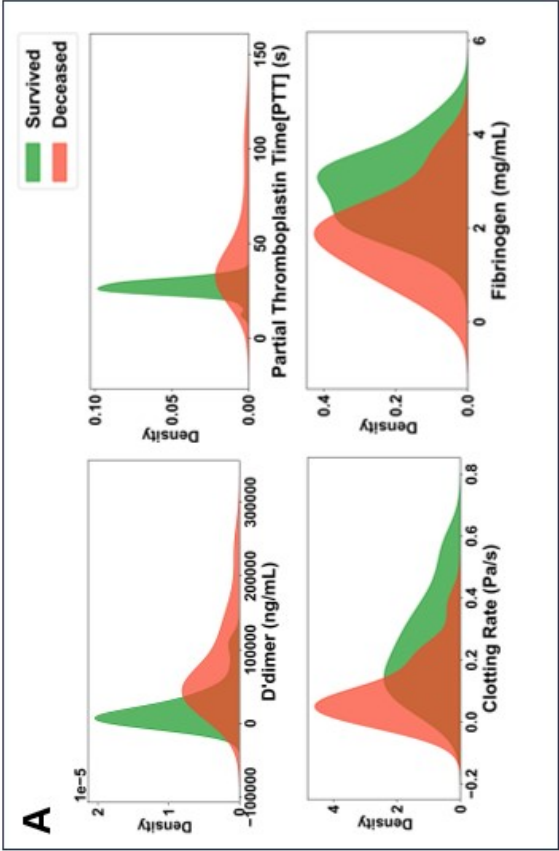 A
Survived
Deceased
1e−5
Density
2
1
0
−100000
0
100000
200000
300000
D'dimer (ng/mL)
Density
0.10
0.05
0.00
0
50
100
150
Partial Thromboplastin Time[PTT] (s)
Density
4
2
0
−0.2
0.0
0.2
0.4
0.6
0.8
Clotting Rate (Pa/s)
Density
0.4
0.2
0.0
0
2
4
6
Fibrinogen (mg/mL)